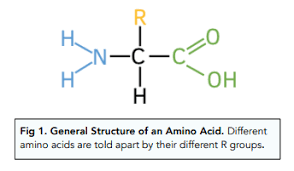 R
H
O
N
C
C
H
OH
H
Fig 1. General Structure of an Amino Acid. Different
amino acids are told apart by their different R groups.